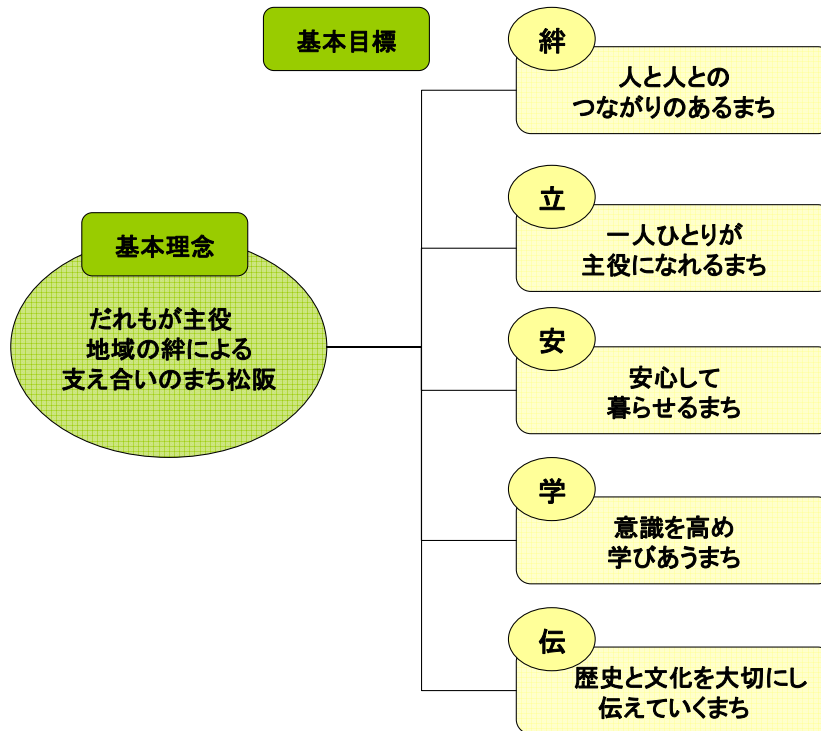 基本目標
絆
人と人との
つながりのあるまち
立
一人ひとりが
主役になれるまち
基本理念
だれもが主役
地域の絆による
支え合いのまち松阪
安
安心して
暮らせるまち
学
意識を高め
学びあうまち
伝
歴史と文化を大切にし
伝えていくまち